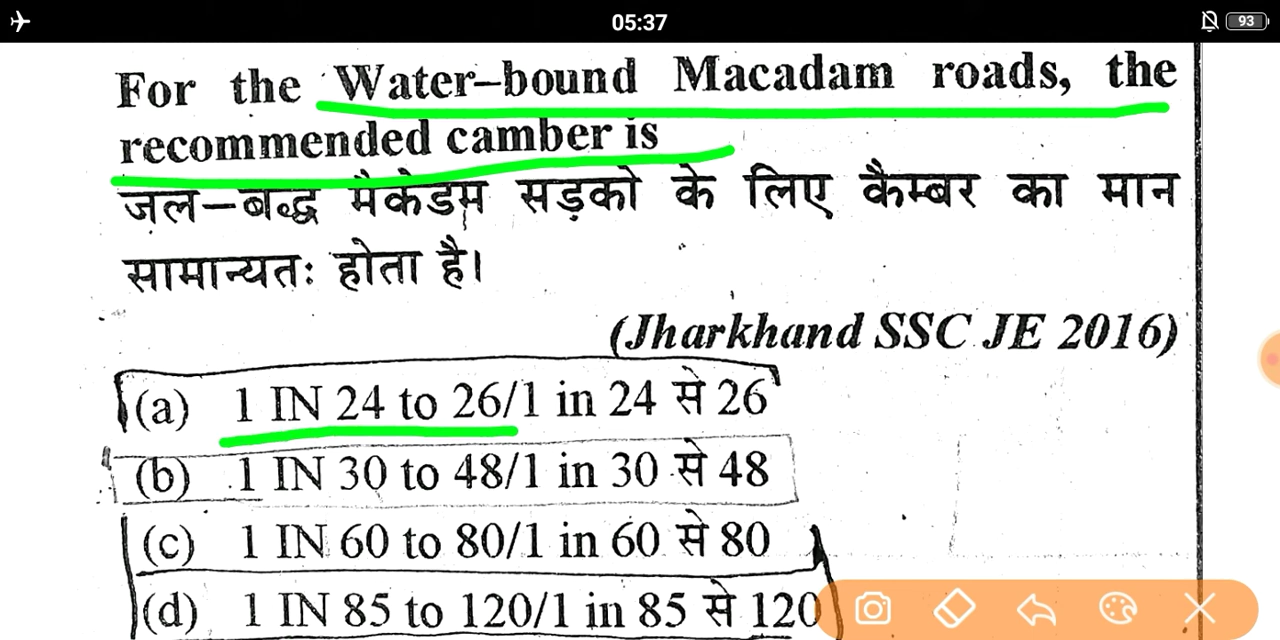 05:37
93
For the Water-bound Macadam roads, the
recommended camber is
जल-बद्ध मैकेडम सड़को के लिए कैम्बर का मान
सामान्यतः होता है।
(Jharkhand SSC JE 2016)
(a) 1 IN 24 to 26/1 in 24 से 26
(b) 1 IN 30 to 48/1 in 30 से 48
(c) 1 IN 60 to 80/1 in 60 से 80
(d) 1 IN 85 to 120/1 in 85 से 120